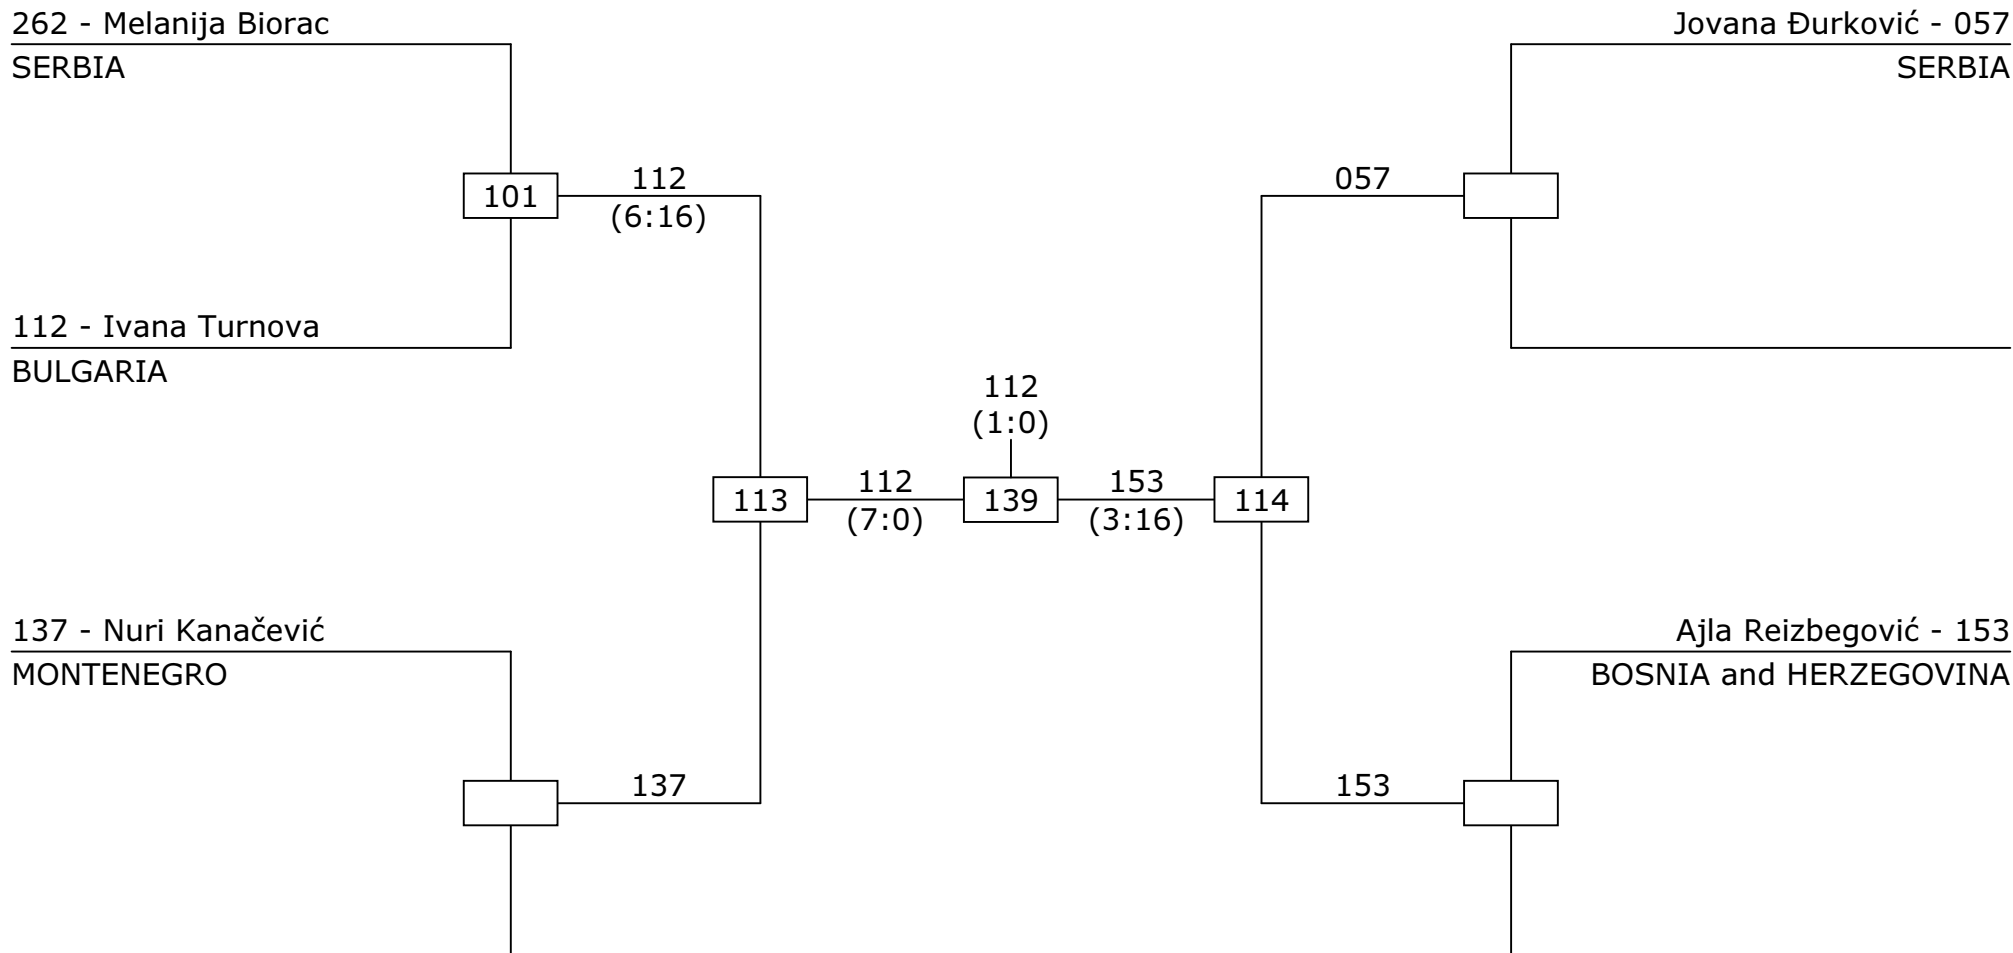 262 - Melanija Biorac
SERBIA
Jovana Đurković - 057
SERBIA
101
112
(6:16)
057
112 - Ivana Turnova
BULGARIA
112
(1:0)
113
112
(7:0)
139
153
(3:16)
114
137 - Nuri Kanačević
MONTENEGRO
Ajla Reizbegović - 153
BOSNIA and HERZEGOVINA
137
153